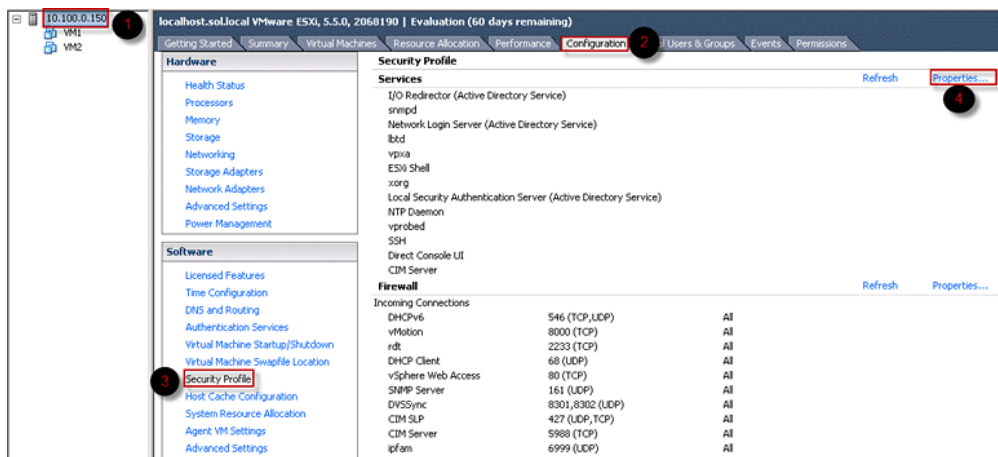 10.100.0.150
1
VM1
VM2
localhost.sol.local VMware ESXi, 5.5.0, 2068190 | Evaluation (60 days remaining)
Getting Started Summary Virtual Machines Resource Allocation Performance Configuration 2 Users & Groups Events Permissions
Hardware
Health Status
Processors
Memory
Storage
Networking
Storage Adapters
Network Adapters
Advanced Settings
Power Management
Software
Licensed Features
Time Configuration
DNS and Routing
Authentication Services
Virtual Machine Startup/Shutdown
Virtual Machine Swapfile Location
3 Security Profile
Host Cache Configuration
System Resource Allocation
Agent VM Settings
Advanced Settings
Security Profile
Services Refresh Properties...
4
I/O Redirector (Active Directory Service)
snmpd
Network Login Server (Active Directory Service)
lbtd
vpxa
ESXi Shell
xorg
Local Security Authentication Server (Active Directory Service)
NTP Daemon
vprobed
SSH
Direct Console UI
CIM Server
Firewall Refresh Properties...
Incoming Connections
DHCPv6 546 (TCP,UDP) All
vMotion 8000 (TCP) All
rdt 2233 (TCP) All
DHCP Client 68 (UDP) All
vSphere Web Access 80 (TCP) All
SNMP Server 161 (UDP) All
DVSSync 8301,8302 (UDP) All
CIM SLP 427 (UDP,TCP) All
CIM Server 5988 (TCP) All
ipfam 6999 (UDP) All